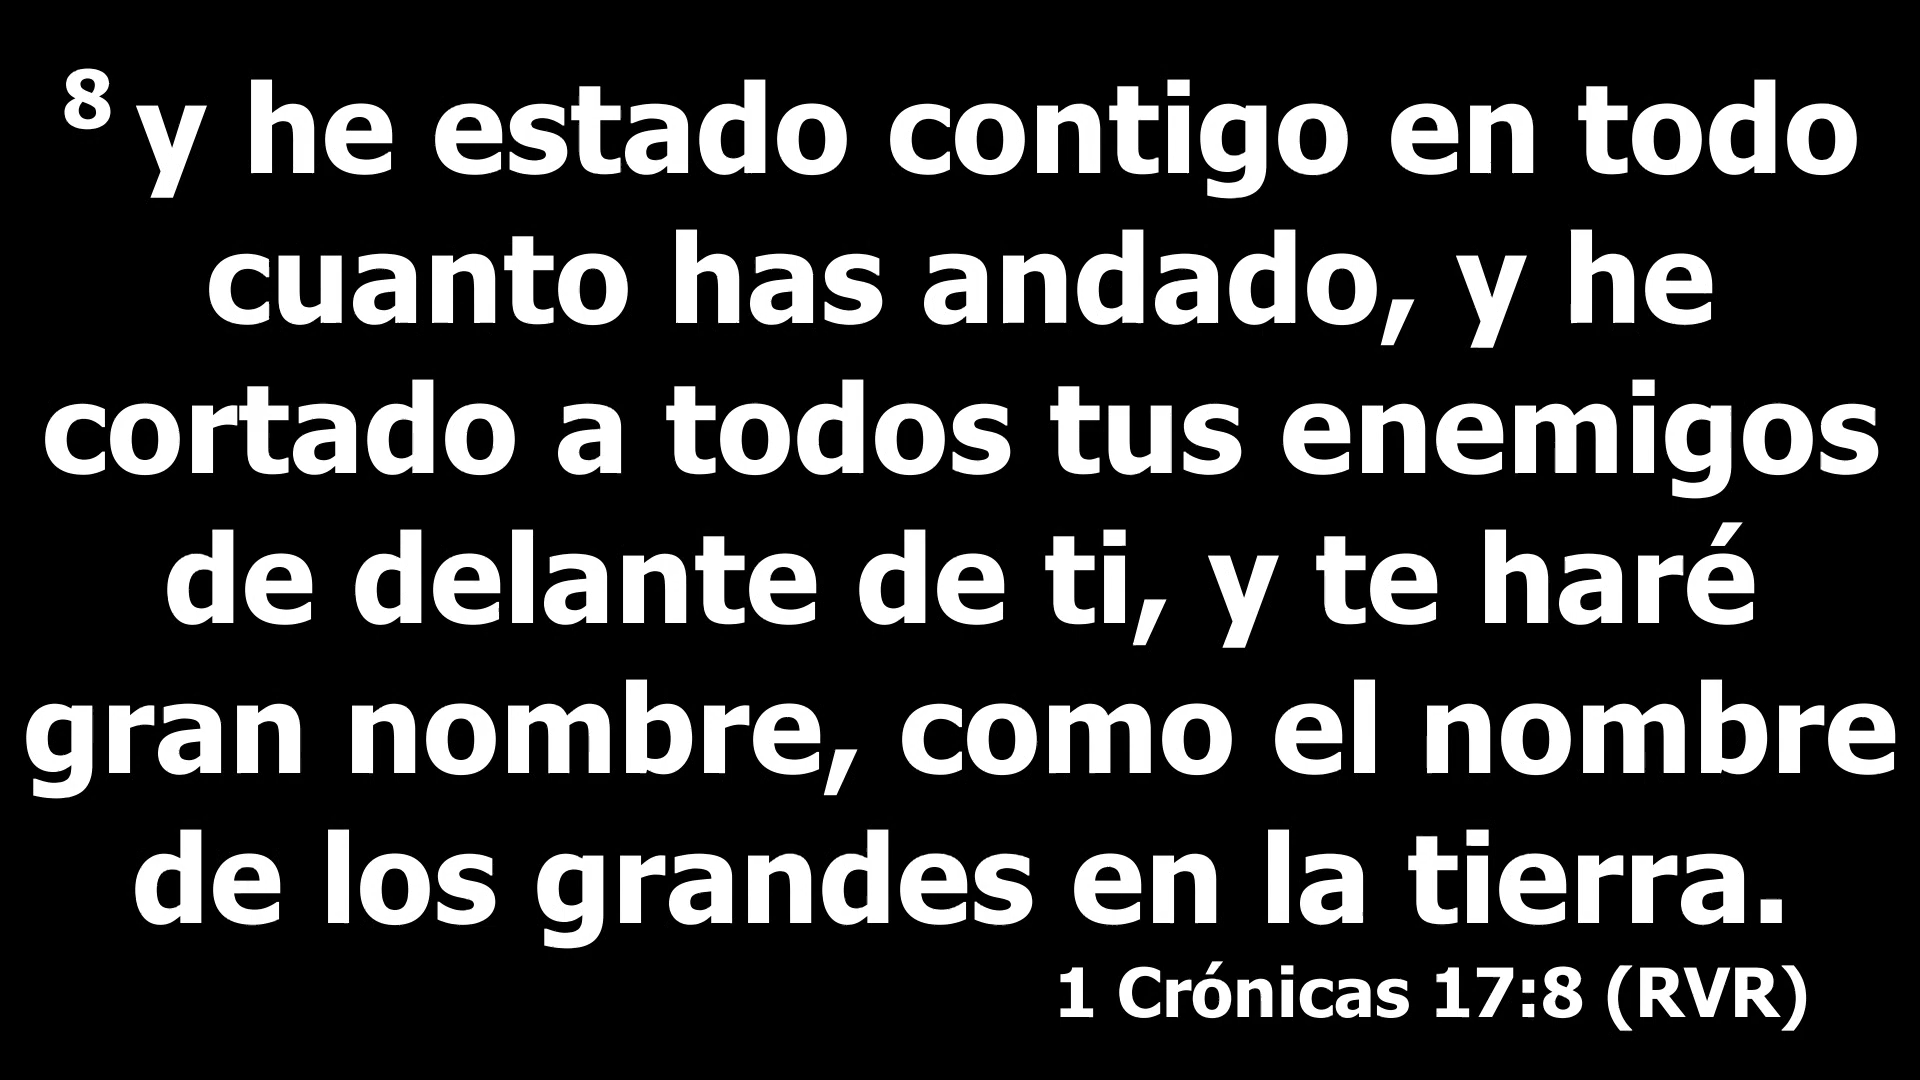 8 y he estado contigo en todo
cuanto has andado, y he
cortado a todos tus enemigos
de delante de ti, y te haré
gran nombre, como el nombre
de los grandes en la tierra.
1 Crónicas 17:8 (RVR)